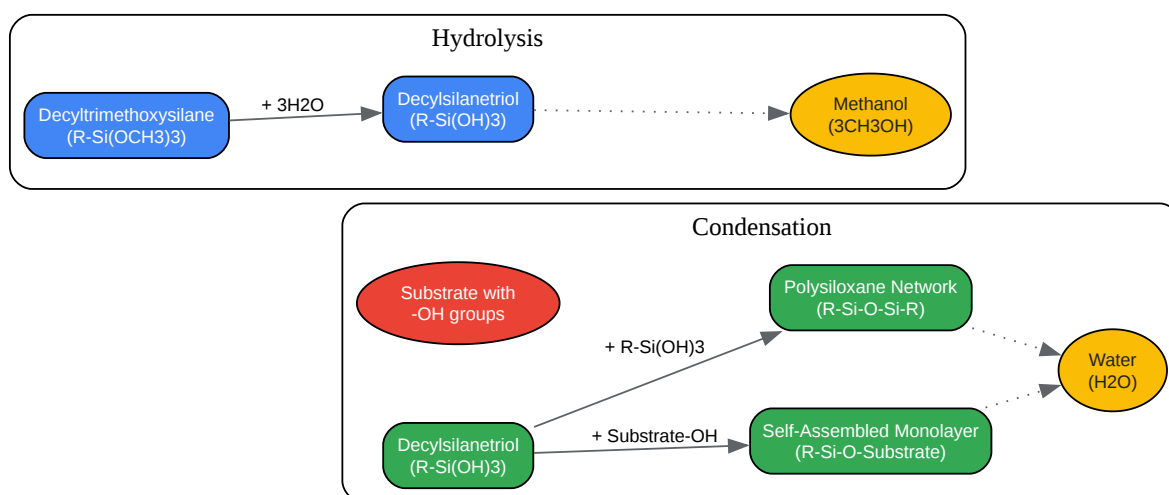 Hydrolysis
Decyltrimethoxysilane
(R-Si(OCH3)3)
+ 3H2O
Decylsilanetriol
(R-Si(OH)3)
Methanol
(3CH3OH)
Condensation
Substrate with
-OH groups
Polysiloxane Network
(R-Si-O-Si-R)
+ R-Si(OH)3
Water
(H2O)
Decylsilanetriol
(R-Si(OH)3)
+ Substrate-OH
Self-Assembled Monolayer
(R-Si-O-Substrate)